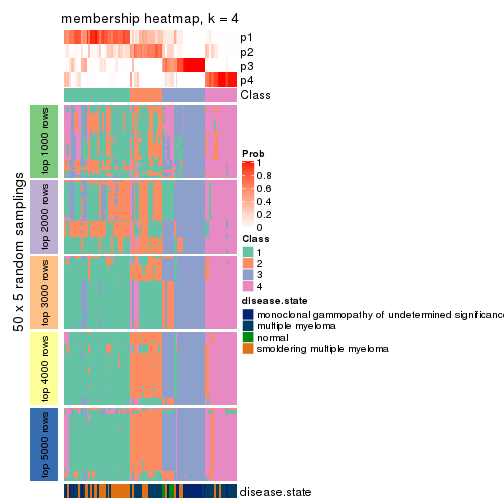 membership heatmap, k = 4
p1
p2
p3
p4
Class
50 x 5 random samplings
top 1000 rows
top 2000 rows
top 3000 rows
top 4000 rows
top 5000 rows
Prob
1
0.8
0.6
0.4
0.2
0
Class
1
2
3
4
disease.state
monoclonal gammopathy of undetermined significance
multiple myeloma
normal
smoldering multiple myeloma
disease.state